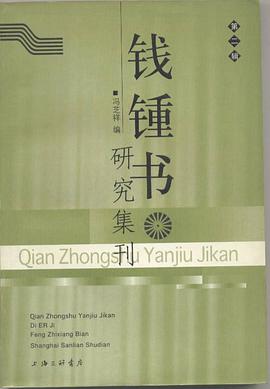 第二辑
钱锺书
冯芝祥 编
研究集刊
Qian Zhongshu Yanjiu Jikan
Qian Zhongshu Yanjiu Jikan
Di ER Ji
Feng Zhixiang Bian
Shanghai Sanlian Shudian
上海三联书店